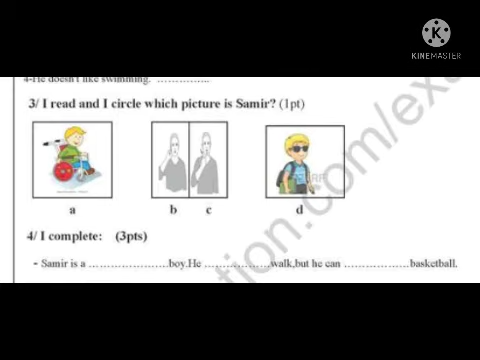 KINEMASTER
4-He doesn't like swimming. ……………
3/ I read and I circle which picture is Samir? (1pt)
a b c d
4/ I complete: (3pts)
- Samir is a ……………………boy.He ………………walk,but he can ………………basketball.